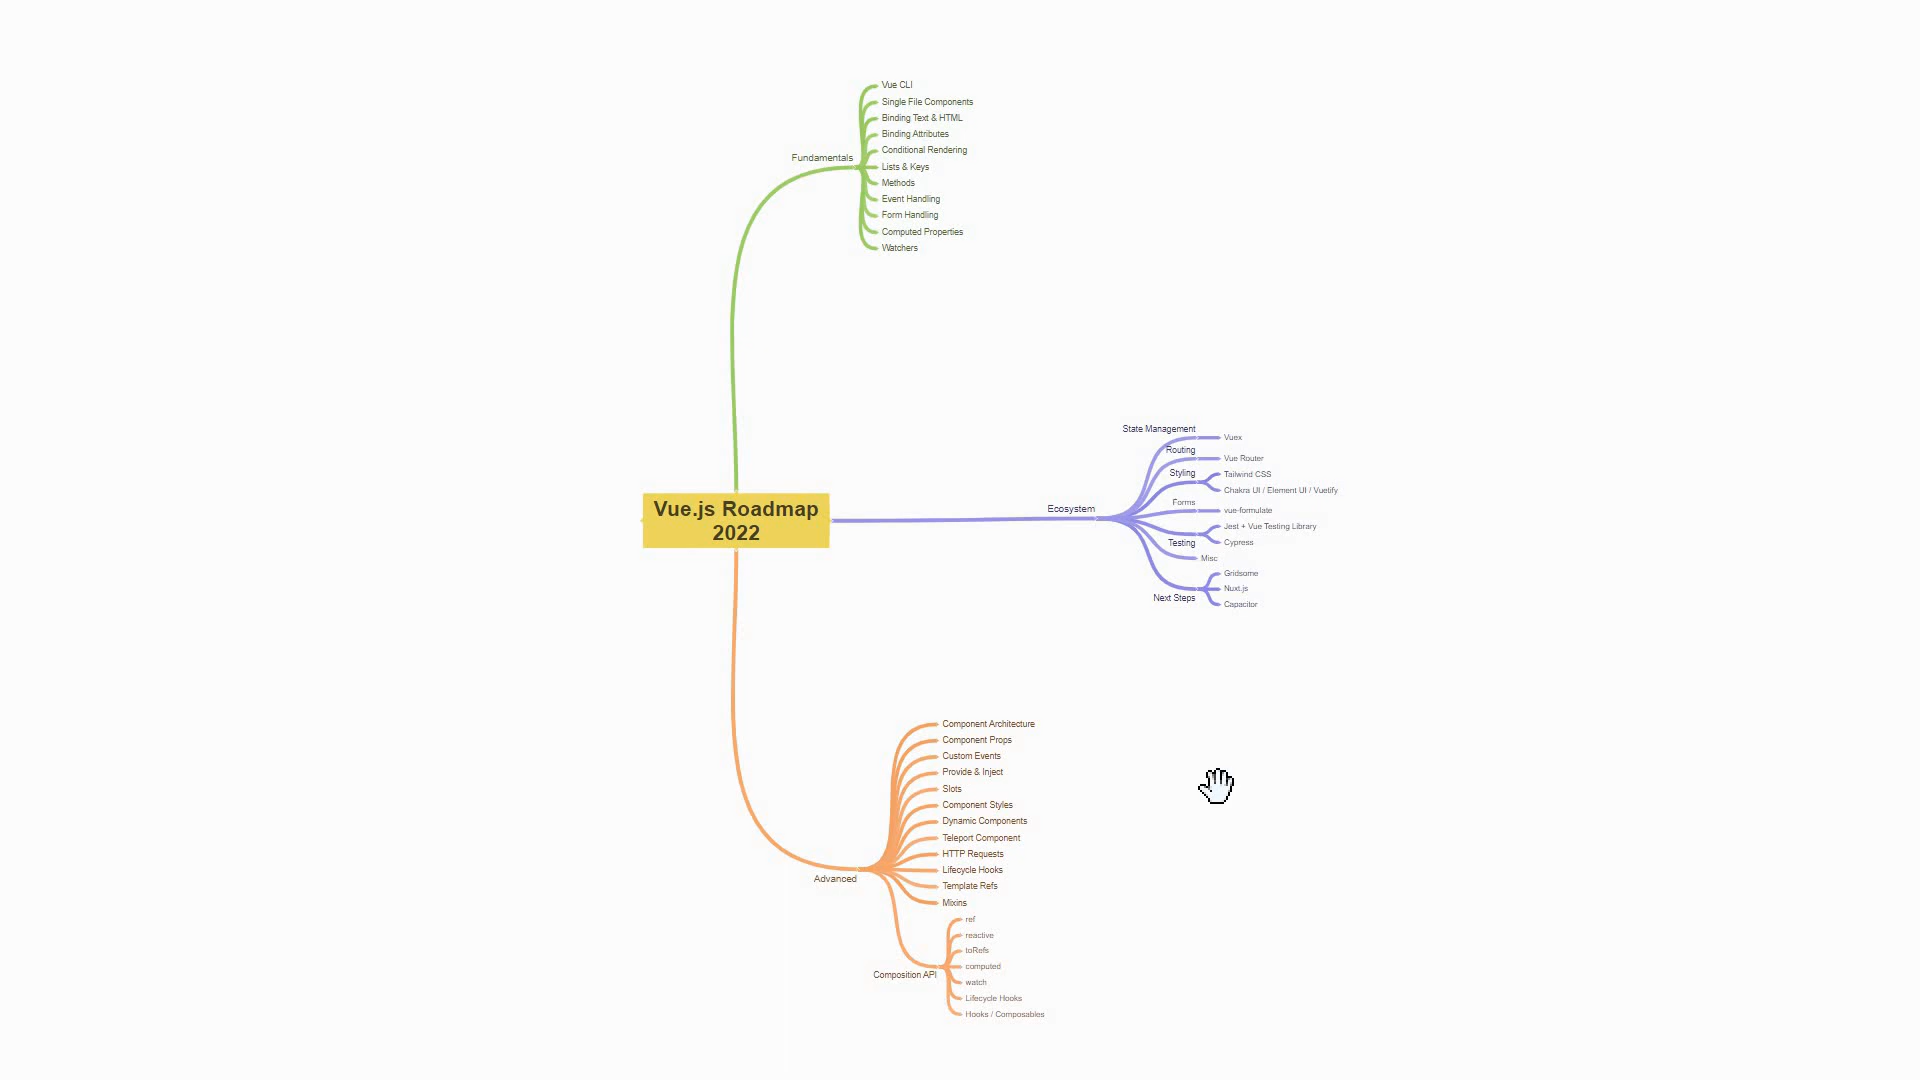 Vue CLI
Single File Components
Binding Text & HTML
Binding Attributes
Conditional Rendering
Fundamentals
Lists & Keys
Methods
Event Handling
Form Handling
Computed Properties
Watchers
Vue.js Roadmap
2022
Ecosystem
State Management
Vuex
Routing
Vue Router
Styling
Tailwind CSS
Chakra UI / Element UI / Vuetify
Forms
vue-formulate
Testing
Jest + Vue Testing Library
Cypress
Misc
Next Steps
Gridsome
Nuxt.js
Capacitor
Advanced
Component Architecture
Component Props
Custom Events
Provide & Inject
Slots
Component Styles
Dynamic Components
Teleport Component
HTTP Requests
Lifecycle Hooks
Template Refs
Mixins
Composition API
ref
reactive
toRefs
computed
watch
Lifecycle Hooks
Hooks / Composables